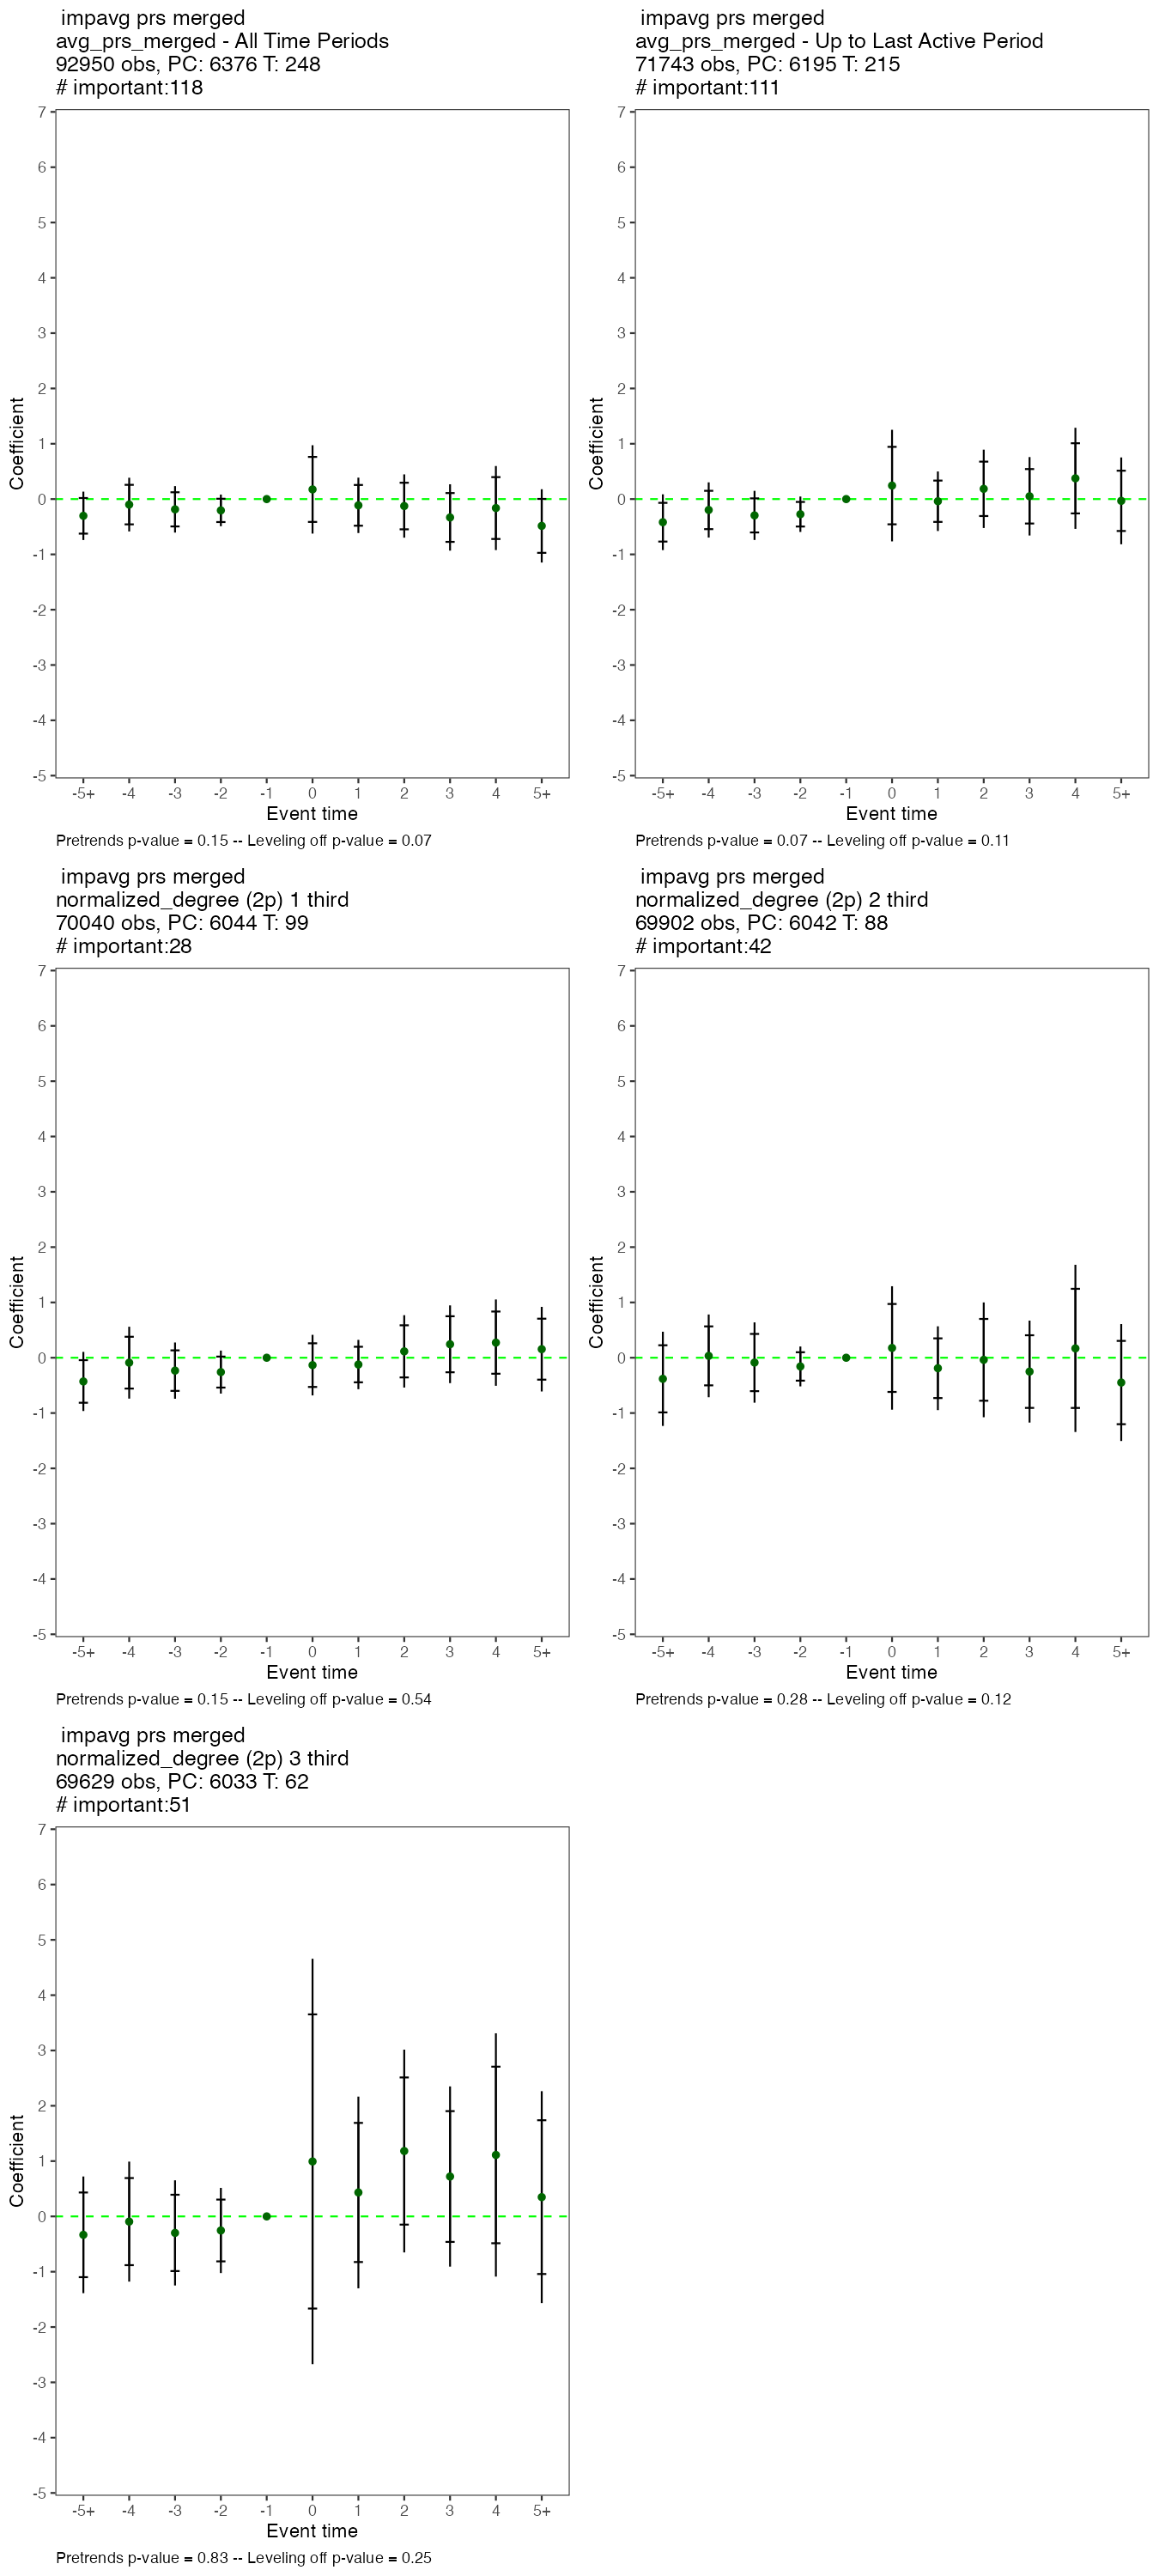 impavg prs merged
avg_prs_merged - All Time Periods
92950 obs, PC: 6376 T: 248
# important:118
7
6
5
4
3
2
1
0
-1
-2
-3
-4
-5
Coefficient
-5+ -4 -3 -2 -1 0 1 2 3 4 5+
Event time
Pretrends p-value = 0.15 -- Leveling off p-value = 0.07
impavg prs merged
avg_prs_merged - Up to Last Active Period
71743 obs, PC: 6195 T: 215
# important:111
7
6
5
4
3
2
1
0
-1
-2
-3
-4
-5
Coefficient
-5+ -4 -3 -2 -1 0 1 2 3 4 5+
Event time
Pretrends p-value = 0.07 -- Leveling off p-value = 0.11
impavg prs merged
normalized_degree (2p) 1 third
70040 obs, PC: 6044 T: 99
# important:28
7
6
5
4
3
2
1
0
-1
-2
-3
-4
-5
Coefficient
-5+ -4 -3 -2 -1 0 1 2 3 4 5+
Event time
Pretrends p-value = 0.15 -- Leveling off p-value = 0.54
impavg prs merged
normalized_degree (2p) 2 third
69902 obs, PC: 6042 T: 88
# important:42
7
6
5
4
3
2
1
0
-1
-2
-3
-4
-5
Coefficient
-5+ -4 -3 -2 -1 0 1 2 3 4 5+
Event time
Pretrends p-value = 0.28 -- Leveling off p-value = 0.12
impavg prs merged
normalized_degree (2p) 3 third
69629 obs, PC: 6033 T: 62
# important:51
7
6
5
4
3
2
1
0
-1
-2
-3
-4
-5
Coefficient
-5+ -4 -3 -2 -1 0 1 2 3 4 5+
Event time
Pretrends p-value = 0.83 -- Leveling off p-value = 0.25